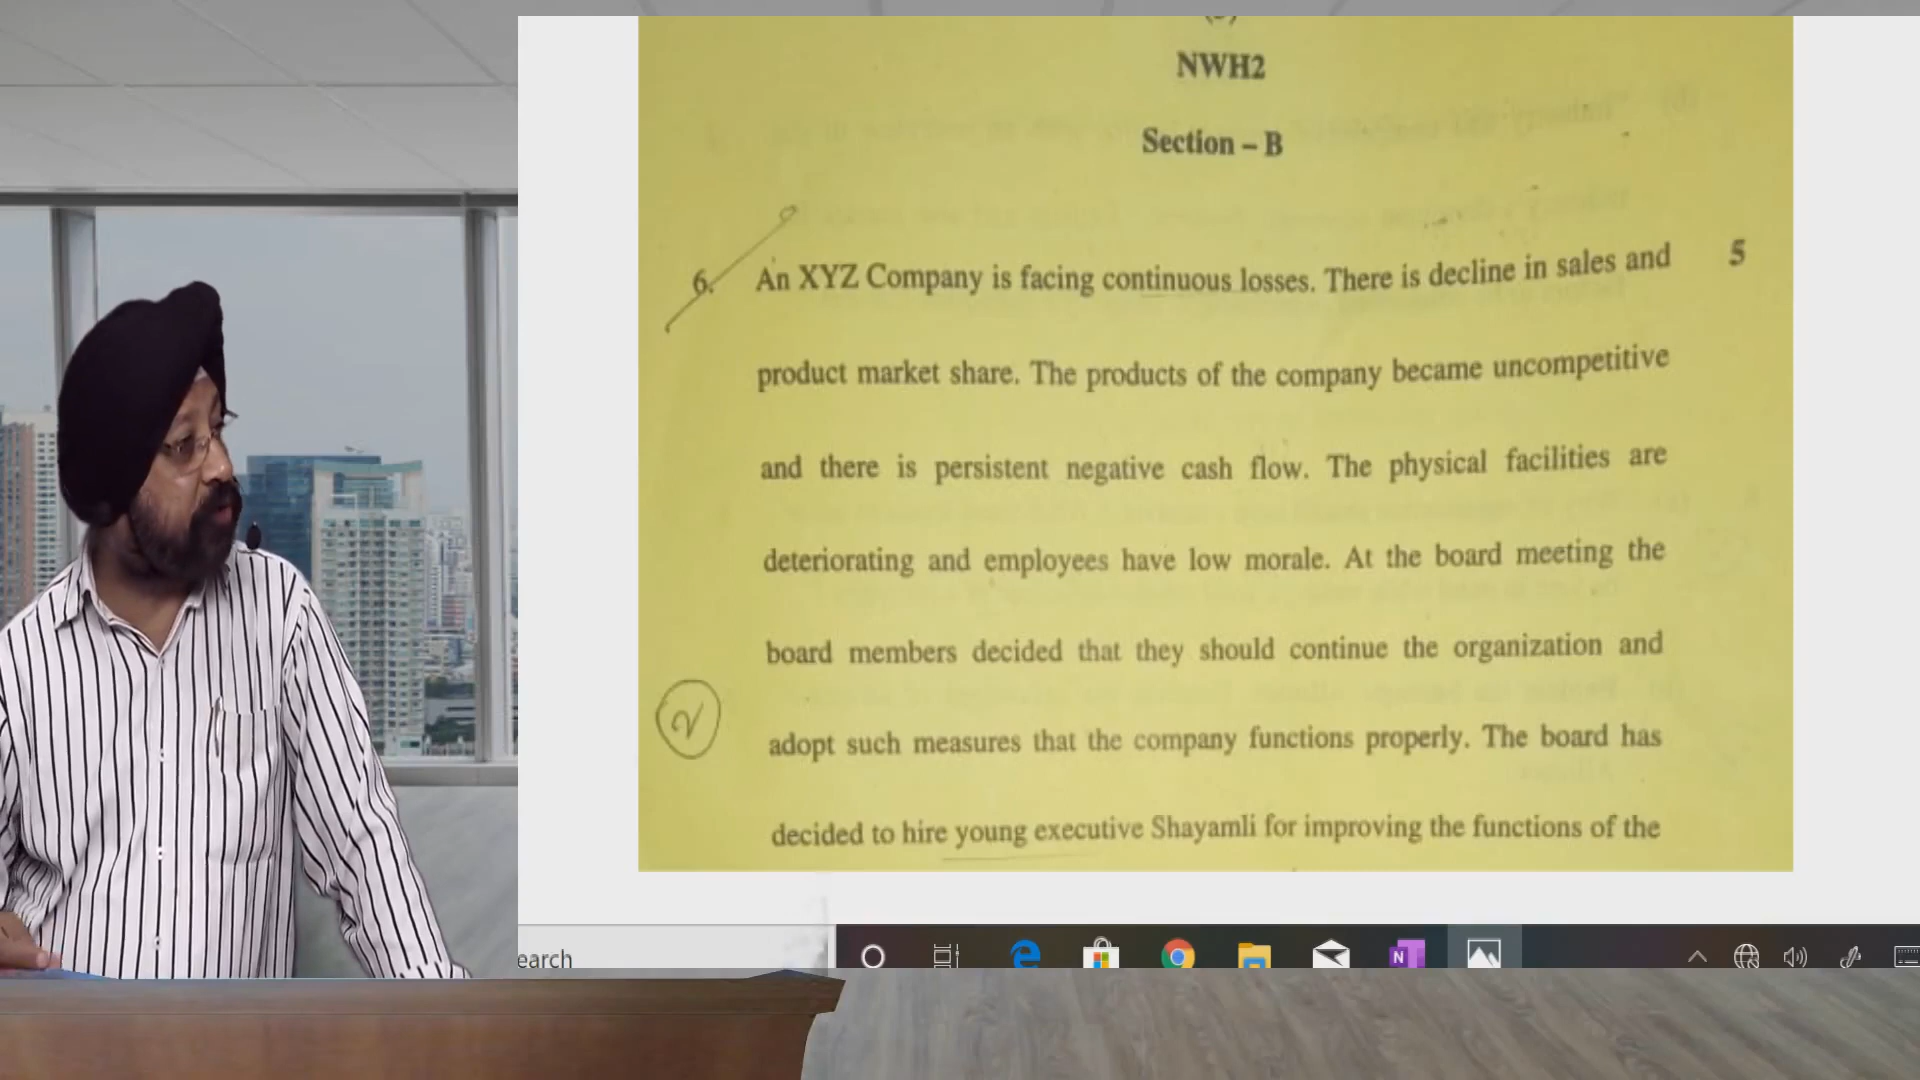 NWH2
Section – B
6. An XYZ Company is facing continuous losses. There is decline in sales and 5
product market share. The products of the company became uncompetitive
and there is persistent negative cash flow. The physical facilities are
deteriorating and employees have low morale. At the board meeting the
board members decided that they should continue the organization and
adopt such measures that the company functions properly. The board has
decided to hire young executive Shayamli for improving the functions of the
earch